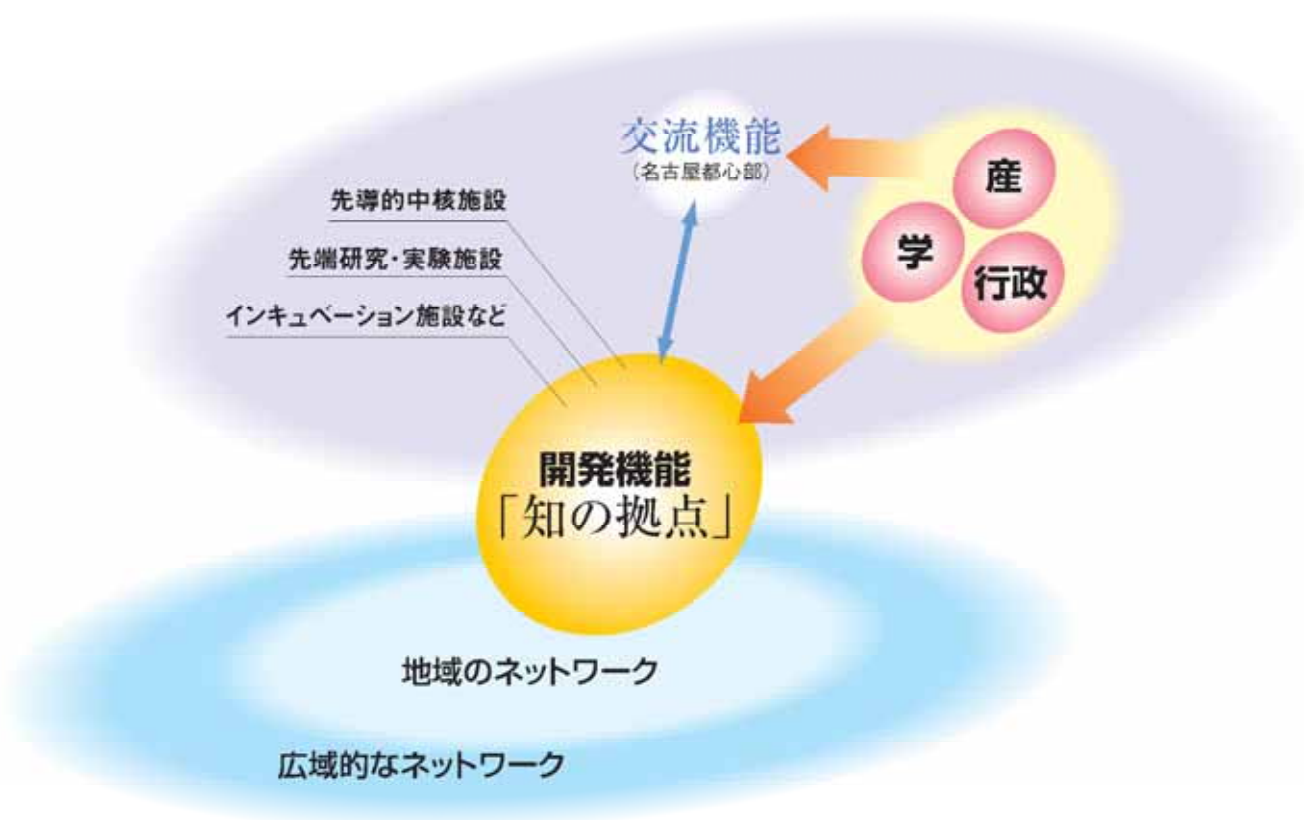 交流機能
(名古屋都心部)
産
学
行政
先導的中核施設
先端研究・実験施設
インキュベーション施設など
開発機能
「知の拠点」
地域のネットワーク
広域的なネットワーク